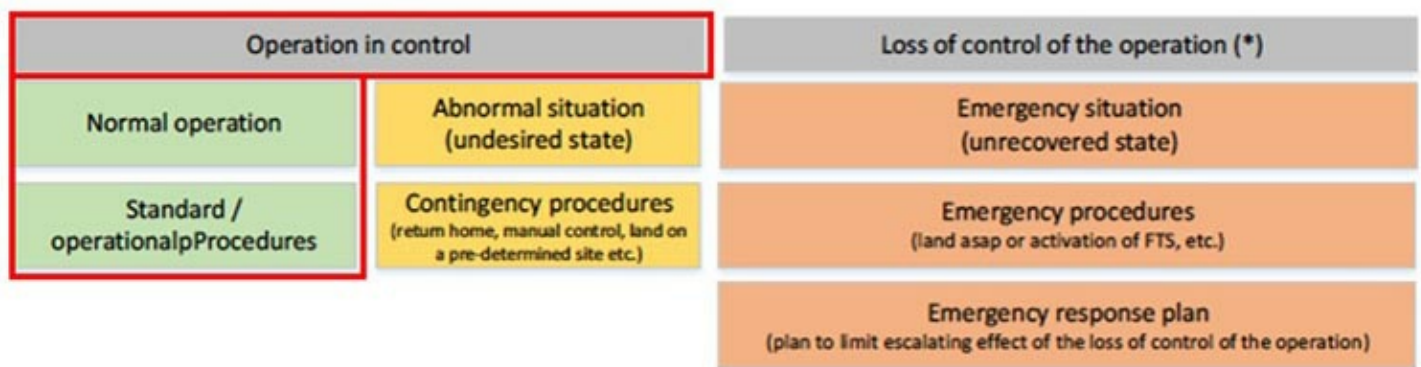 Operation in control
Loss of control of the operation (*)
Normal operation
Abnormal situation
(undesired state)
Emergency situation
(unrecovered state)
Standard /
operationalpProcedures
Contingency procedures
(return home, manual control, land on
a pre-determined site etc.)
Emergency procedures
(land asap or activation of FTS, etc.)
Emergency response plan
(plan to limit escalating effect of the loss of control of the operation)